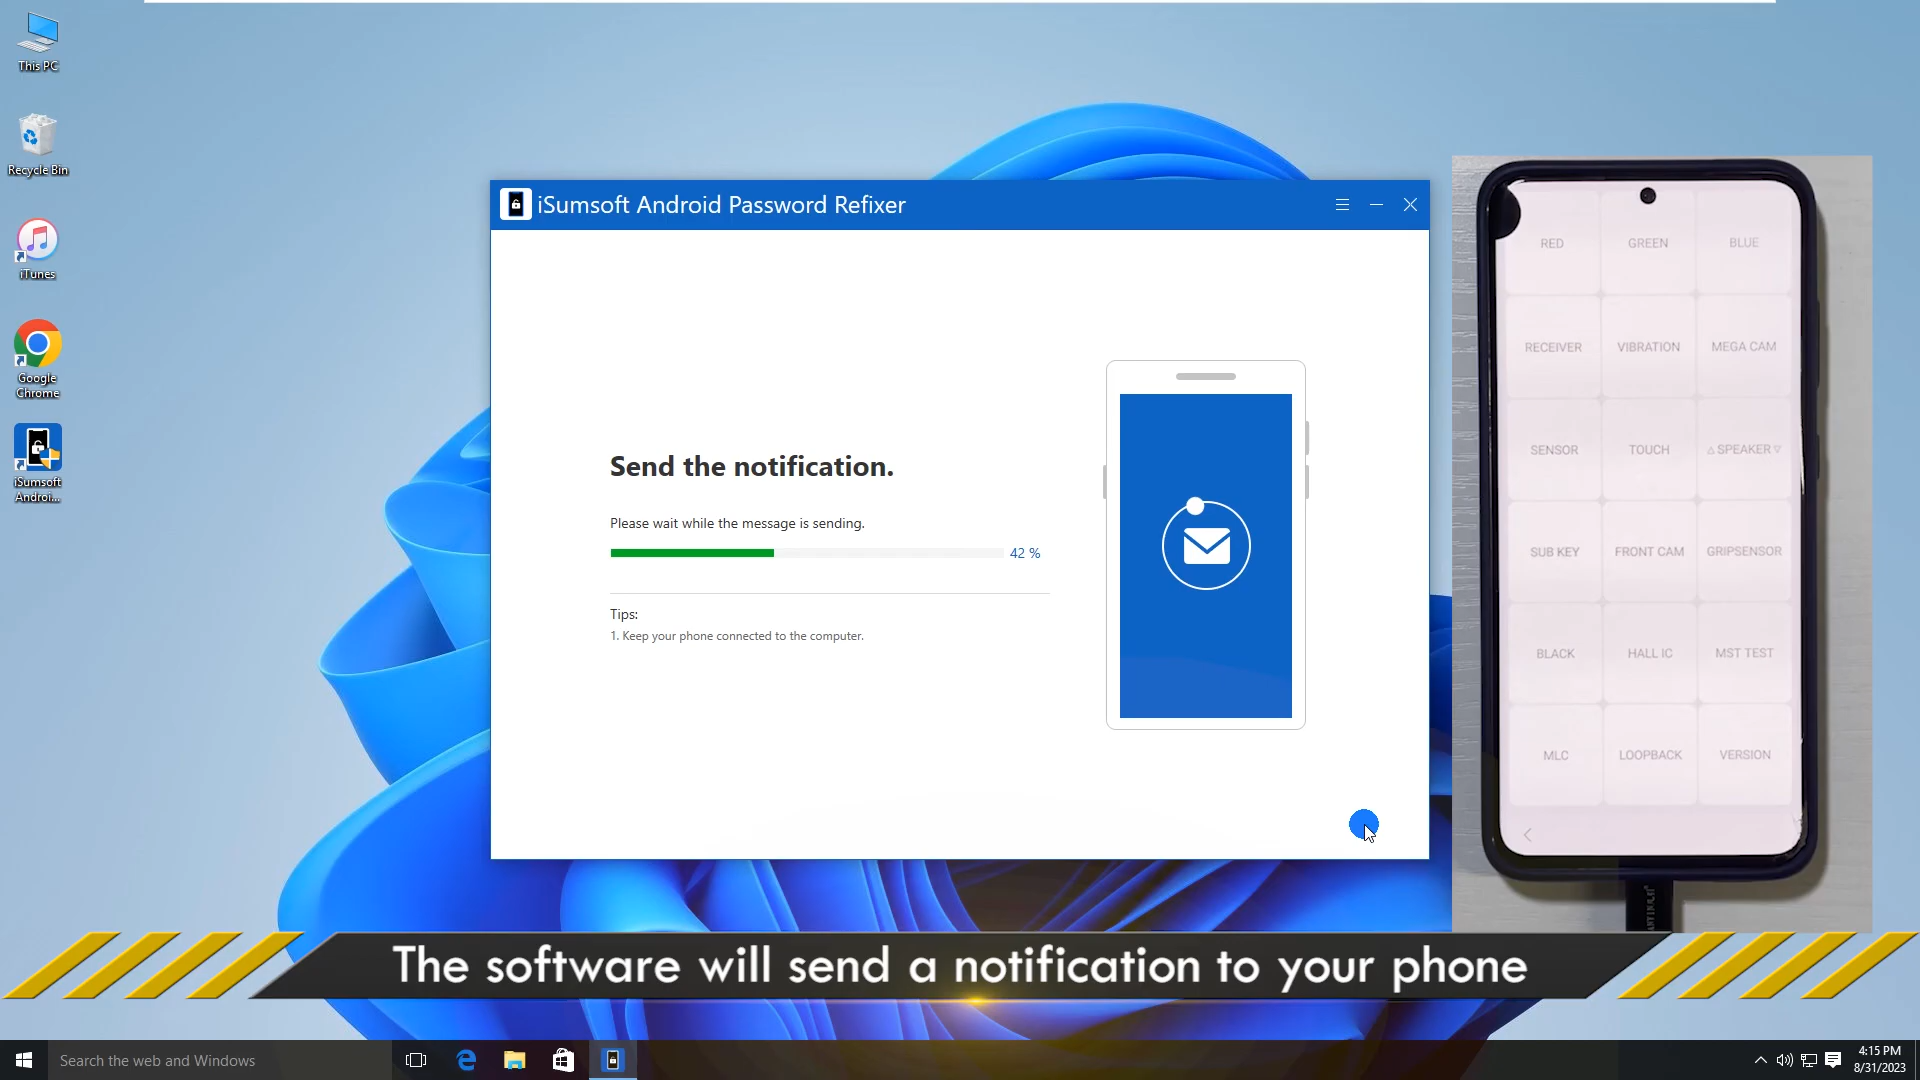 This PC
Recycle Bin
iTunes
Google
Chrome
iSumsoft
Androi...
iSumsoft Android Password Refixer
Send the notification.
Please wait while the message is sending.
42 %
Tips:
1. Keep your phone connected to the computer.
RED GREEN BLUE
RECEIVER VIBRATION MEGA CAM
SENSOR TOUCH △ SPEAKER ▽
SUB KEY FRONT CAM GRIPSENSOR
BLACK HALL IC MST TEST
MLC LOOPBACK VERSION
The software will send a notification to your phone
Search the web and Windows
4:15 PM
8/31/2023